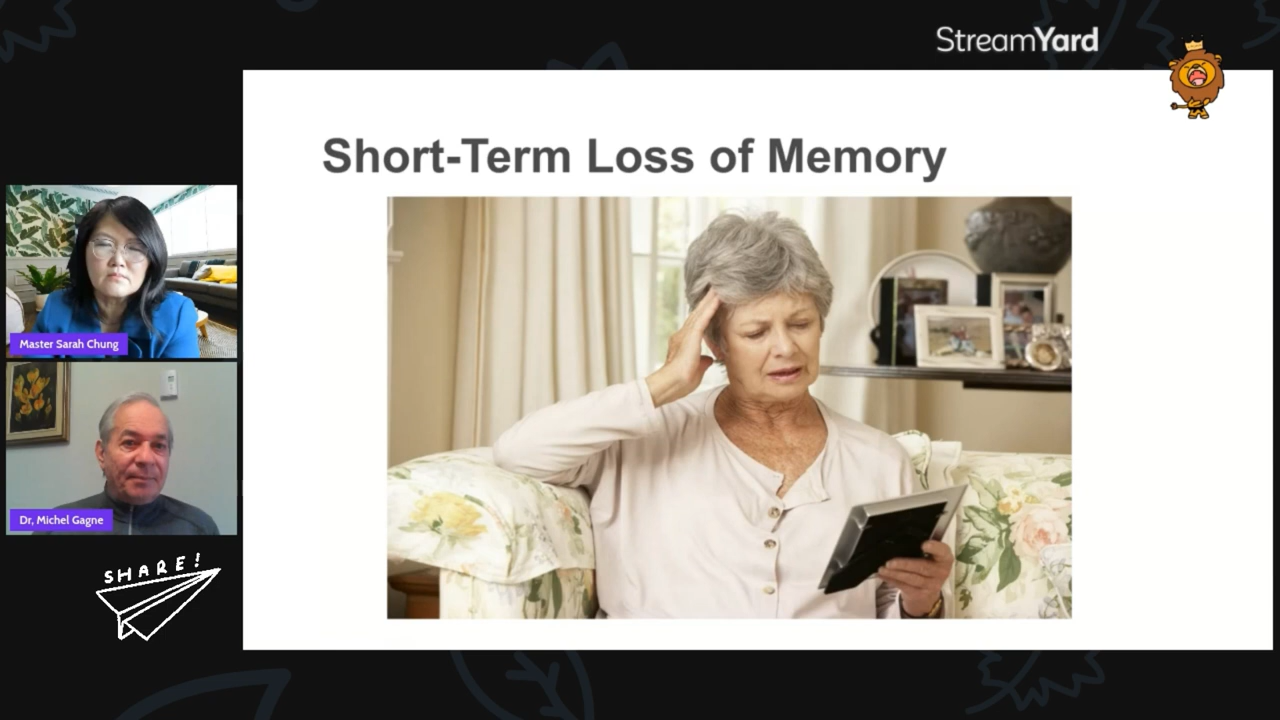 StreamYard
Short-Term Loss of Memory
Master Sarah Chung
Dr, Michel Gagne
SHARE!